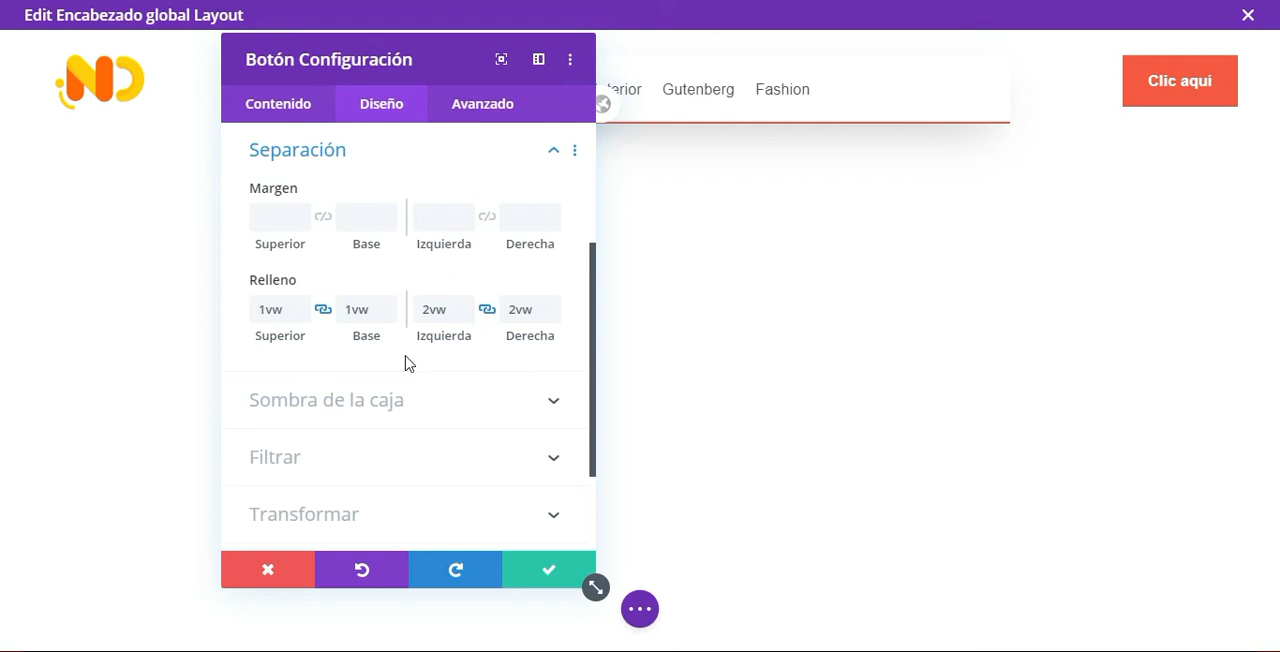 Edit Encabezado global Layout
ND
Botón Configuración
Contenido Diseño Avanzado
Gutenberg Fashion
Clic aquí
Separación
Margen
Superior Base Izquierda Derecha
Relleno
1vw 1vw 2vw 2vw
Superior Base Izquierda Derecha
Sombra de la caja
Filtrar
Transformar